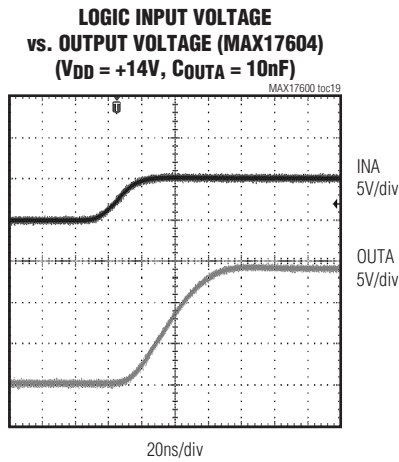 LOGIC INPUT VOLTAGE
vs. OUTPUT VOLTAGE (MAX17604)
(VDD = +14V, COUTA = 10nF)
MAX17600 toc19
INA
5V/div
OUTA
5V/div
20ns/div